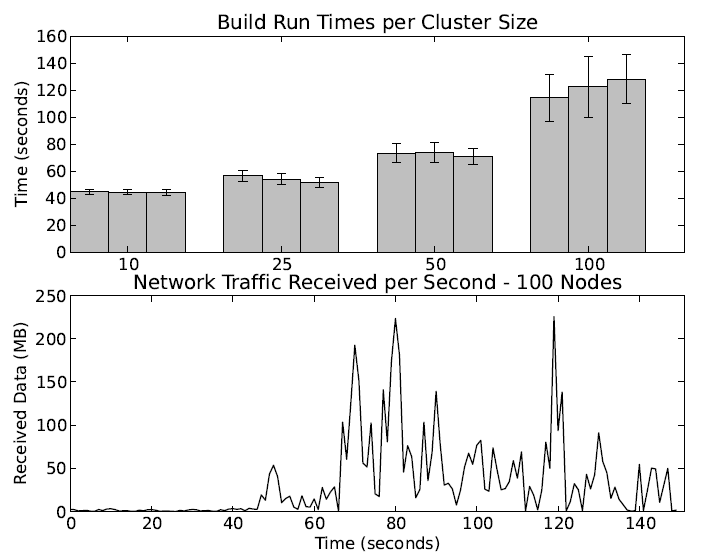 Build Run Times per Cluster Size
160
140
120
100
80
60
40
20
0
Time (seconds)
10 25 50 100
Network Traffic Received per Second - 100 Nodes
250
200
150
100
50
0
Received Data (MB)
0 20 40 60 80 100 120 140
Time (seconds)